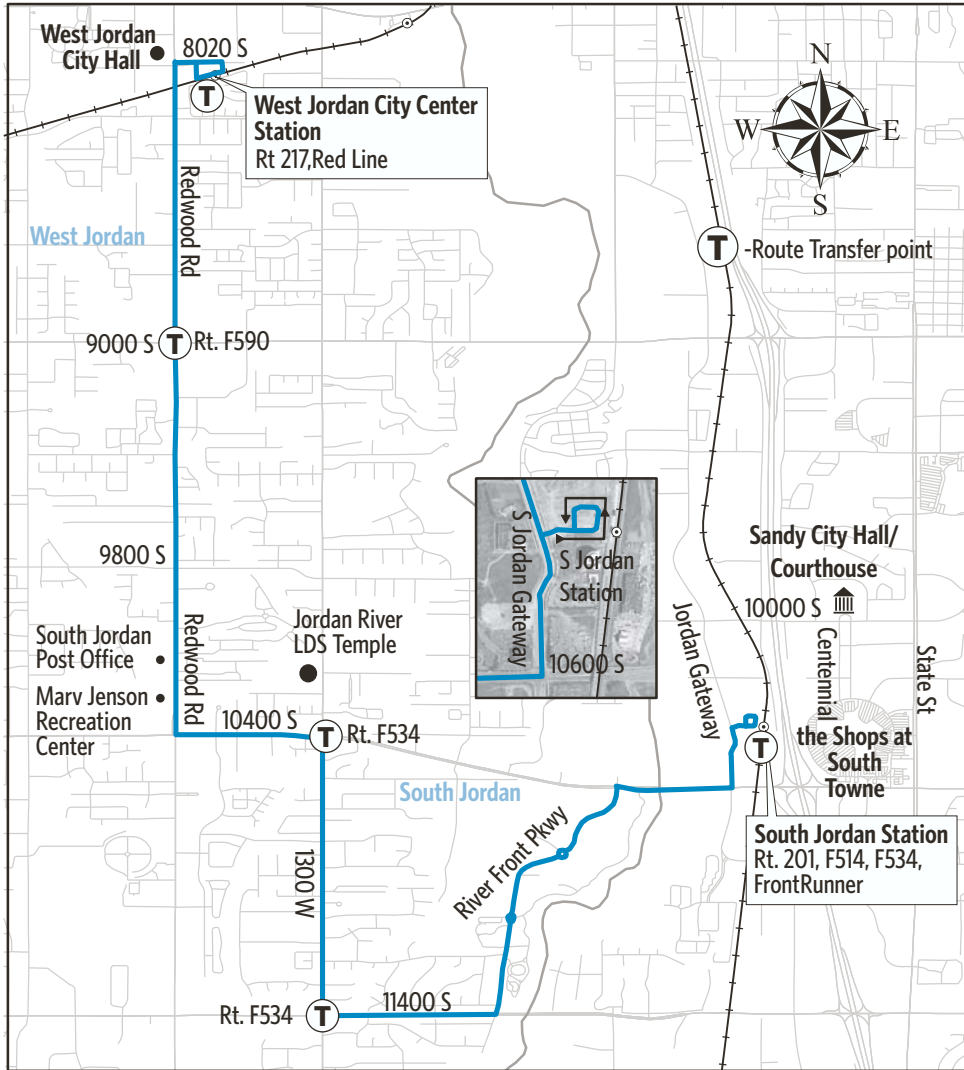 West Jordan
City Hall
8020 S
T
West Jordan City Center
Station
Rt 217,Red Line
N
W
E
S
Redwood Rd
West Jordan
T
-Route Transfer point
9000 S
T
Rt. F590
9800 S
S Jordan Gateway
S Jordan
Station
10600 S
Sandy City Hall/
Courthouse
10000 S
Jordan Gateway
Centennial
State St
South Jordan
Post Office
Redwood Rd
Jordan River
LDS Temple
Marv Jenson
Recreation
Center
10400 S
T
Rt. F534
T
the Shops at
South
Towne
South Jordan
River Front Pkwy
South Jordan Station
Rt. 201, F514, F534,
FrontRunner
1300 W
Rt. F534
T
11400 S